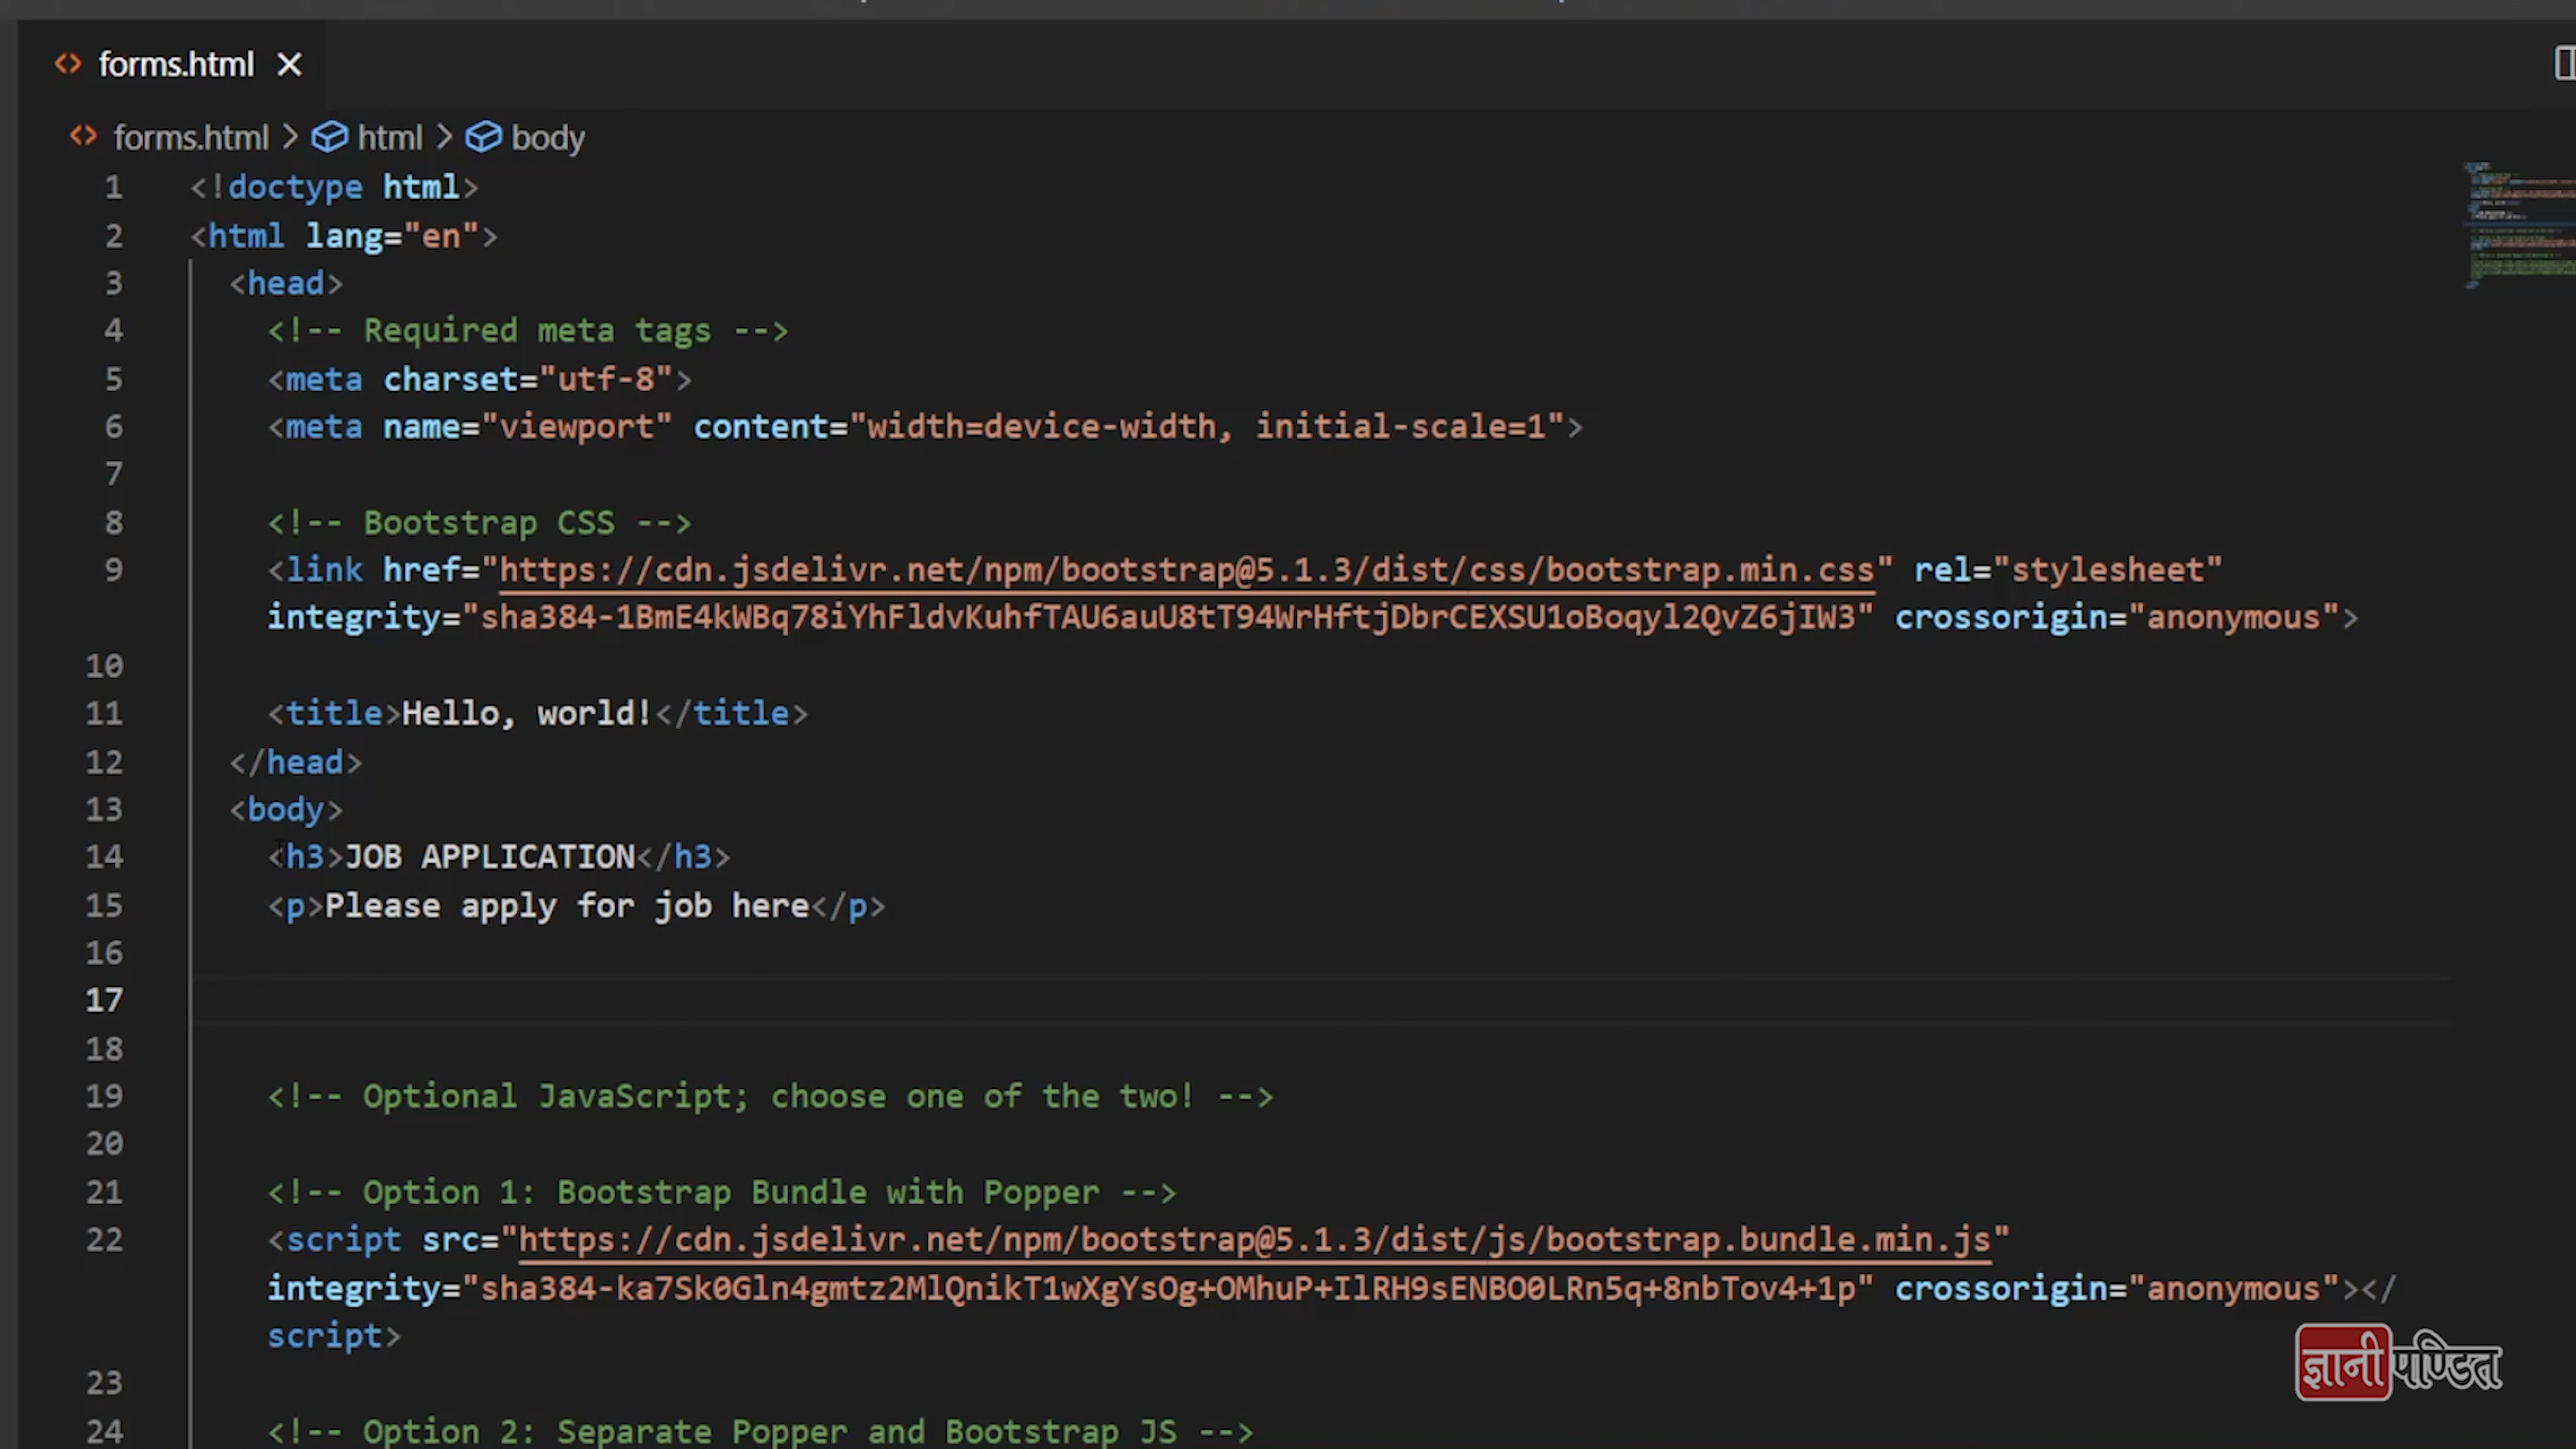 forms.html
forms.html > html > body
1 <!doctype html>
2 <html lang="en">
3 <head>
4 <!-- Required meta tags -->
5 <meta charset="utf-8">
6 <meta name="viewport" content="width=device-width, initial-scale=1">
7
8 <!-- Bootstrap CSS -->
9 <link href="https://cdn.jsdelivr.net/npm/bootstrap@5.1.3/dist/css/bootstrap.min.css" rel="stylesheet"
integrity="sha384-1BmE4kWBq78iYhFldvKuhfTAU6auU8tT94WrHftjDbrCEXSU1oBoqyl2QvZ6jIW3" crossorigin="anonymous">
10
11 <title>Hello, world!</title>
12 </head>
13 <body>
14 <h3>JOB APPLICATION</h3>
15 <p>Please apply for job here</p>
16
17
18
19 <!-- Optional JavaScript; choose one of the two! -->
20
21 <!-- Option 1: Bootstrap Bundle with Popper -->
22 <script src="https://cdn.jsdelivr.net/npm/bootstrap@5.1.3/dist/js/bootstrap.bundle.min.js"
integrity="sha384-ka7Sk0Gln4gmtz2MlQnikT1wXgYsOg+OMhuP+IlRH9sENBO0LRn5q+8nbTov4+1p" crossorigin="anonymous"></
script>
23
24 <!-- Option 2: Separate Popper and Bootstrap JS -->
ज्ञानीपण्डित